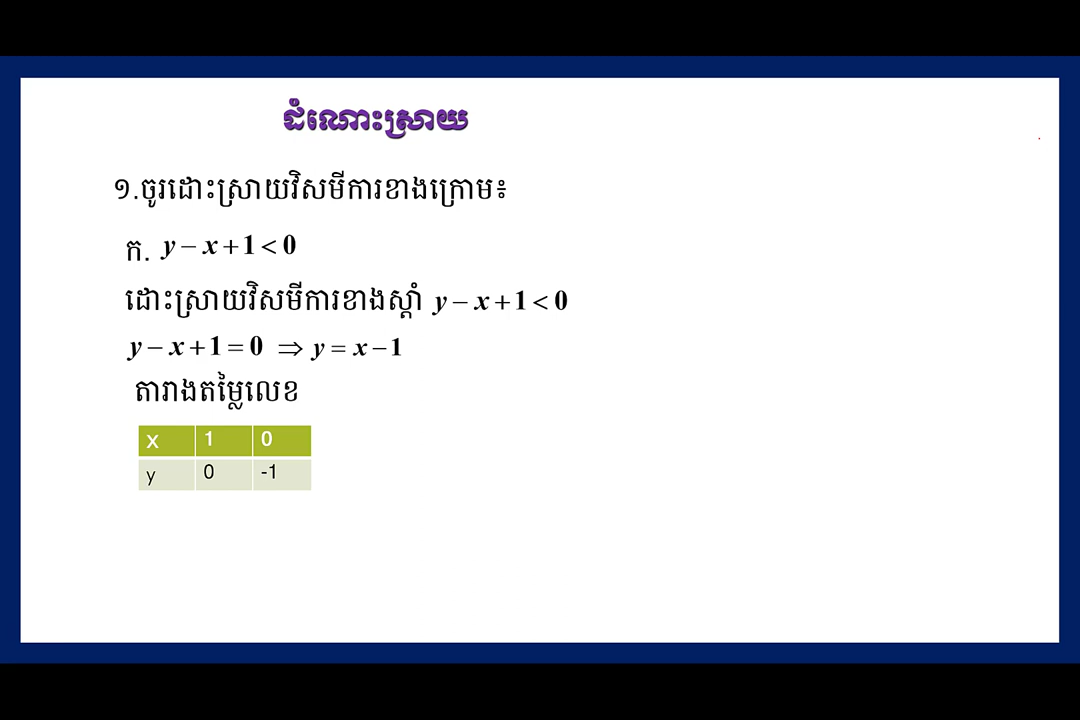 ដំណោះស្រាយ
១.ចូរដោះស្រាយវិសមីការខាងក្រោម៖
ក. y − x + 1 < 0
ដោះស្រាយវិសមីការខាងស្តាំ y − x + 1 < 0
y − x + 1 = 0 ⇒ y = x − 1
តារាងតម្លៃលេខ
x 1 0
y 0 -1